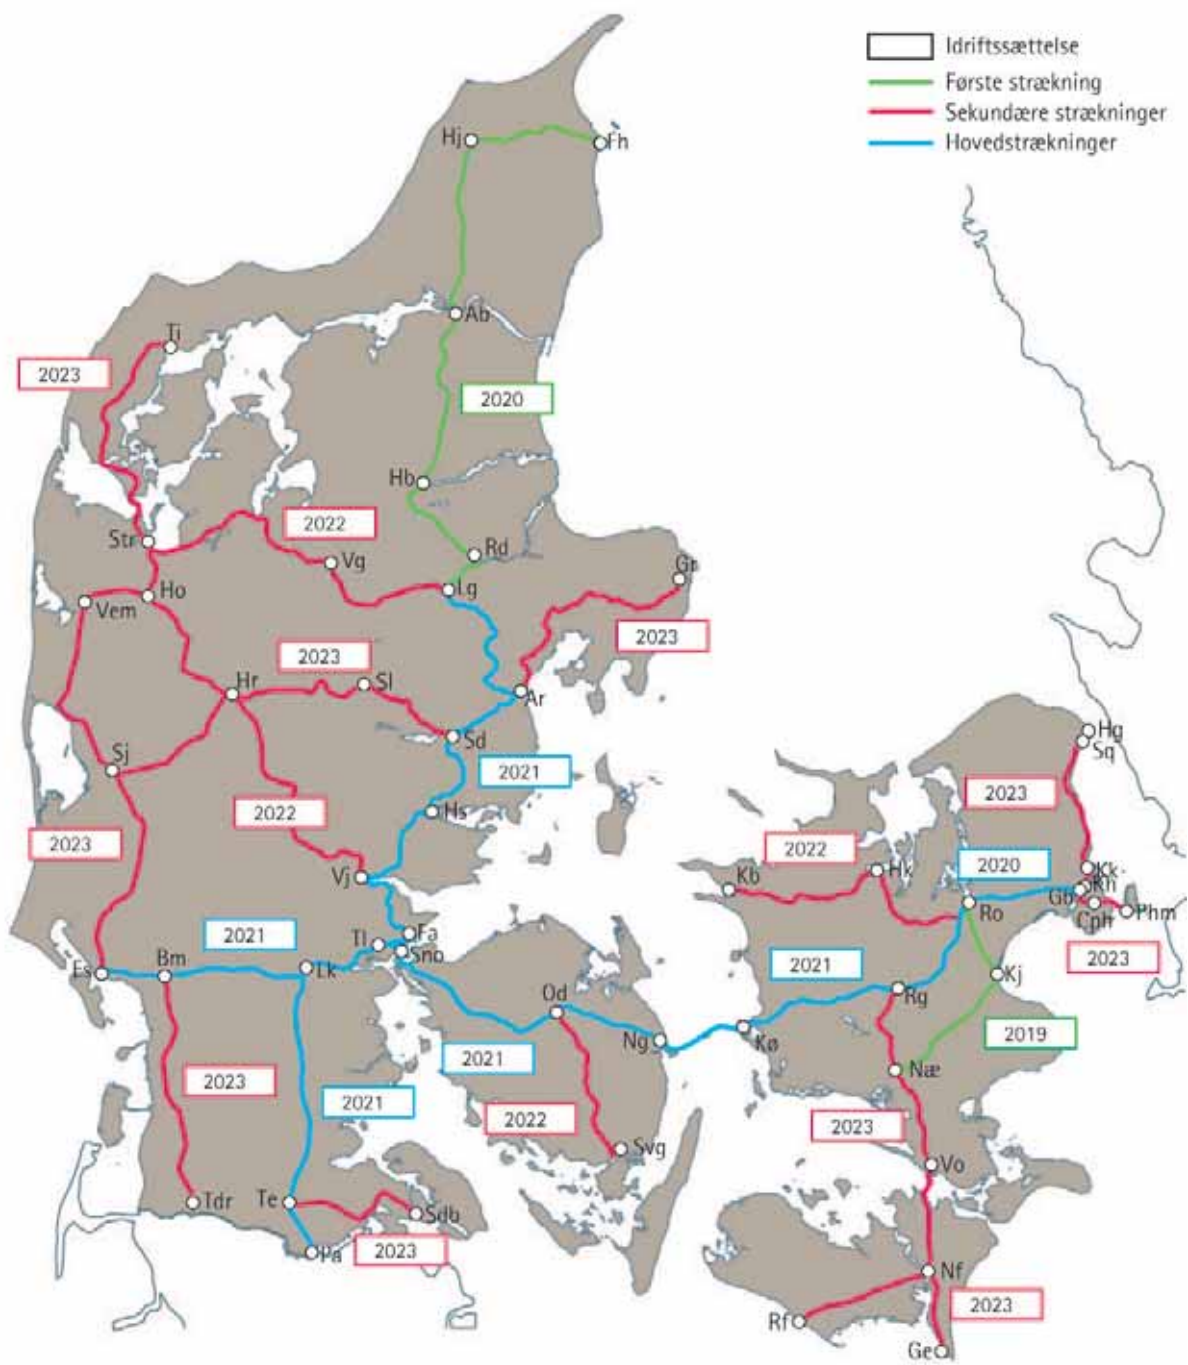 Idriftssættelse
Første strækning
Sekundære strækninger
Hovedstrækninger
Hj
Fh
Ab
Ti
2023
2020
Hb
2022
Str
Vg
Rd
Lg
Gr
Vem
Ho
2023
2023
Hr
Sl
Ar
Sd
Sj
2021
2022
Hs
2023
Vj
Hg
Sq
2023
2022
2020
Kb
Hk
Kk
Kh
Gb
Cph
Phm
Ro
2023
Tl
Fa
Sno
2021
Es
Bm
Lk
2021
Rg
Kj
Od
Ng
Kø
2019
2021
Næ
2023
2021
2022
2023
Svg
Vo
Tdr
Te
Sdb
Pa
2023
Nf
2023
Rf
Ge